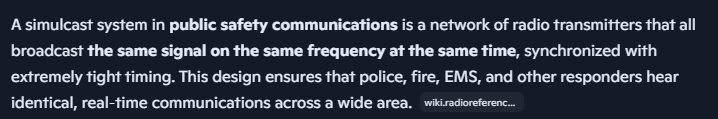 A simulcast system in public safety communications is a network of radio transmitters that all
broadcast the same signal on the same frequency at the same time, synchronized with
extremely tight timing. This design ensures that police, fire, EMS, and other responders hear
identical, real-time communications across a wide area. wiki.radioreferenc...